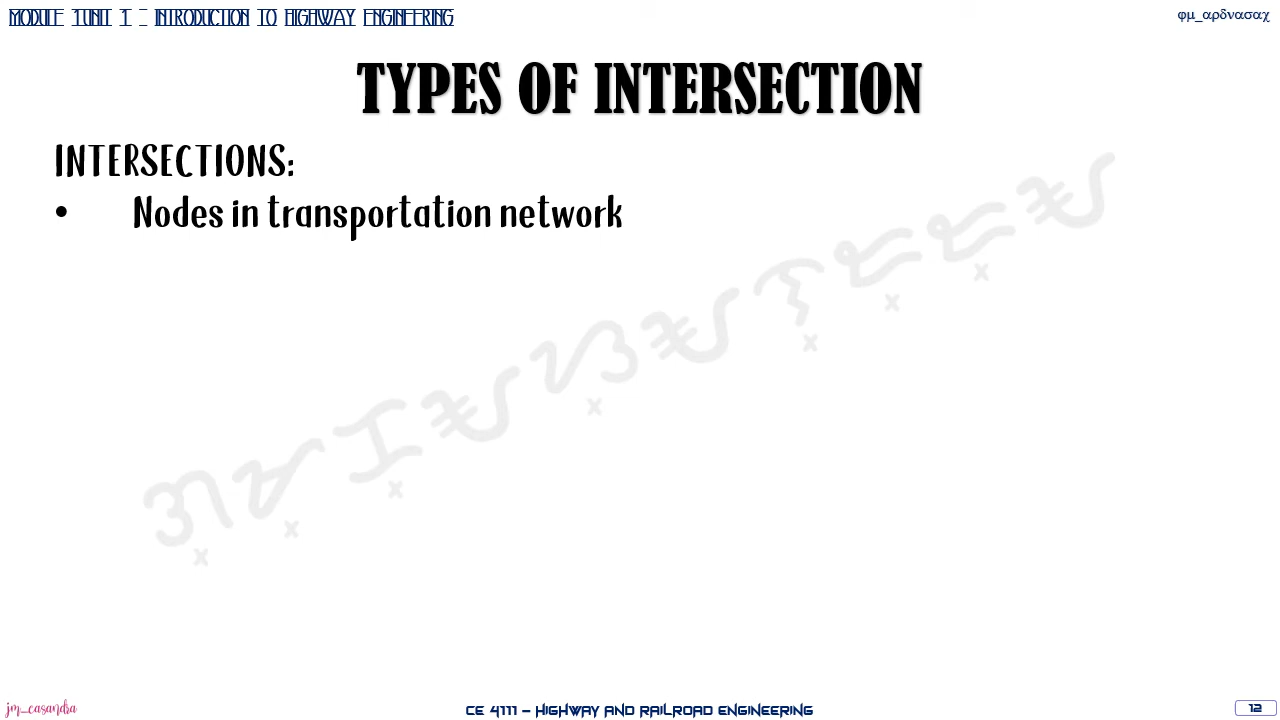 MODULE 1UNIT 1 – INTRODUCTION TO HIGHWAY ENGINEERING
φμ_αρδνασαχ
TYPES OF INTERSECTION
INTERSECTIONS:
• Nodes in transportation network
jm_casandra
CE 4111 – HIGHWAY AND RAILROAD ENGINEERING
12